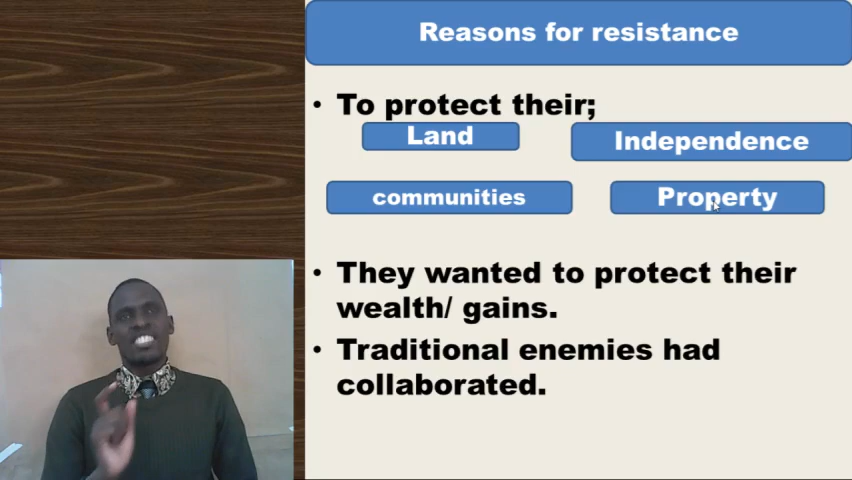 Reasons for resistance
• To protect their;
Land
Independence
communities
Property
• They wanted to protect their
wealth/ gains.
• Traditional enemies had
collaborated.